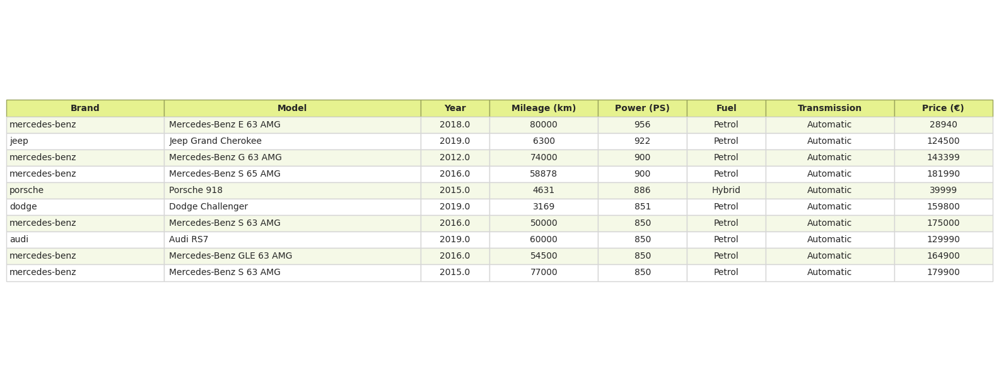 Brand Model Year Mileage (km) Power (PS) Fuel Transmission Price (€)
mercedes-benz Mercedes-Benz E 63 AMG 2018.0 80000 956 Petrol Automatic 28940
jeep Jeep Grand Cherokee 2019.0 6300 922 Petrol Automatic 124500
mercedes-benz Mercedes-Benz G 63 AMG 2012.0 74000 900 Petrol Automatic 143399
mercedes-benz Mercedes-Benz S 65 AMG 2016.0 58878 900 Petrol Automatic 181990
porsche Porsche 918 2015.0 4631 886 Hybrid Automatic 39999
dodge Dodge Challenger 2019.0 3169 851 Petrol Automatic 159800
mercedes-benz Mercedes-Benz S 63 AMG 2016.0 50000 850 Petrol Automatic 175000
audi Audi RS7 2019.0 60000 850 Petrol Automatic 129990
mercedes-benz Mercedes-Benz GLE 63 AMG 2016.0 54500 850 Petrol Automatic 164900
mercedes-benz Mercedes-Benz S 63 AMG 2015.0 77000 850 Petrol Automatic 179900